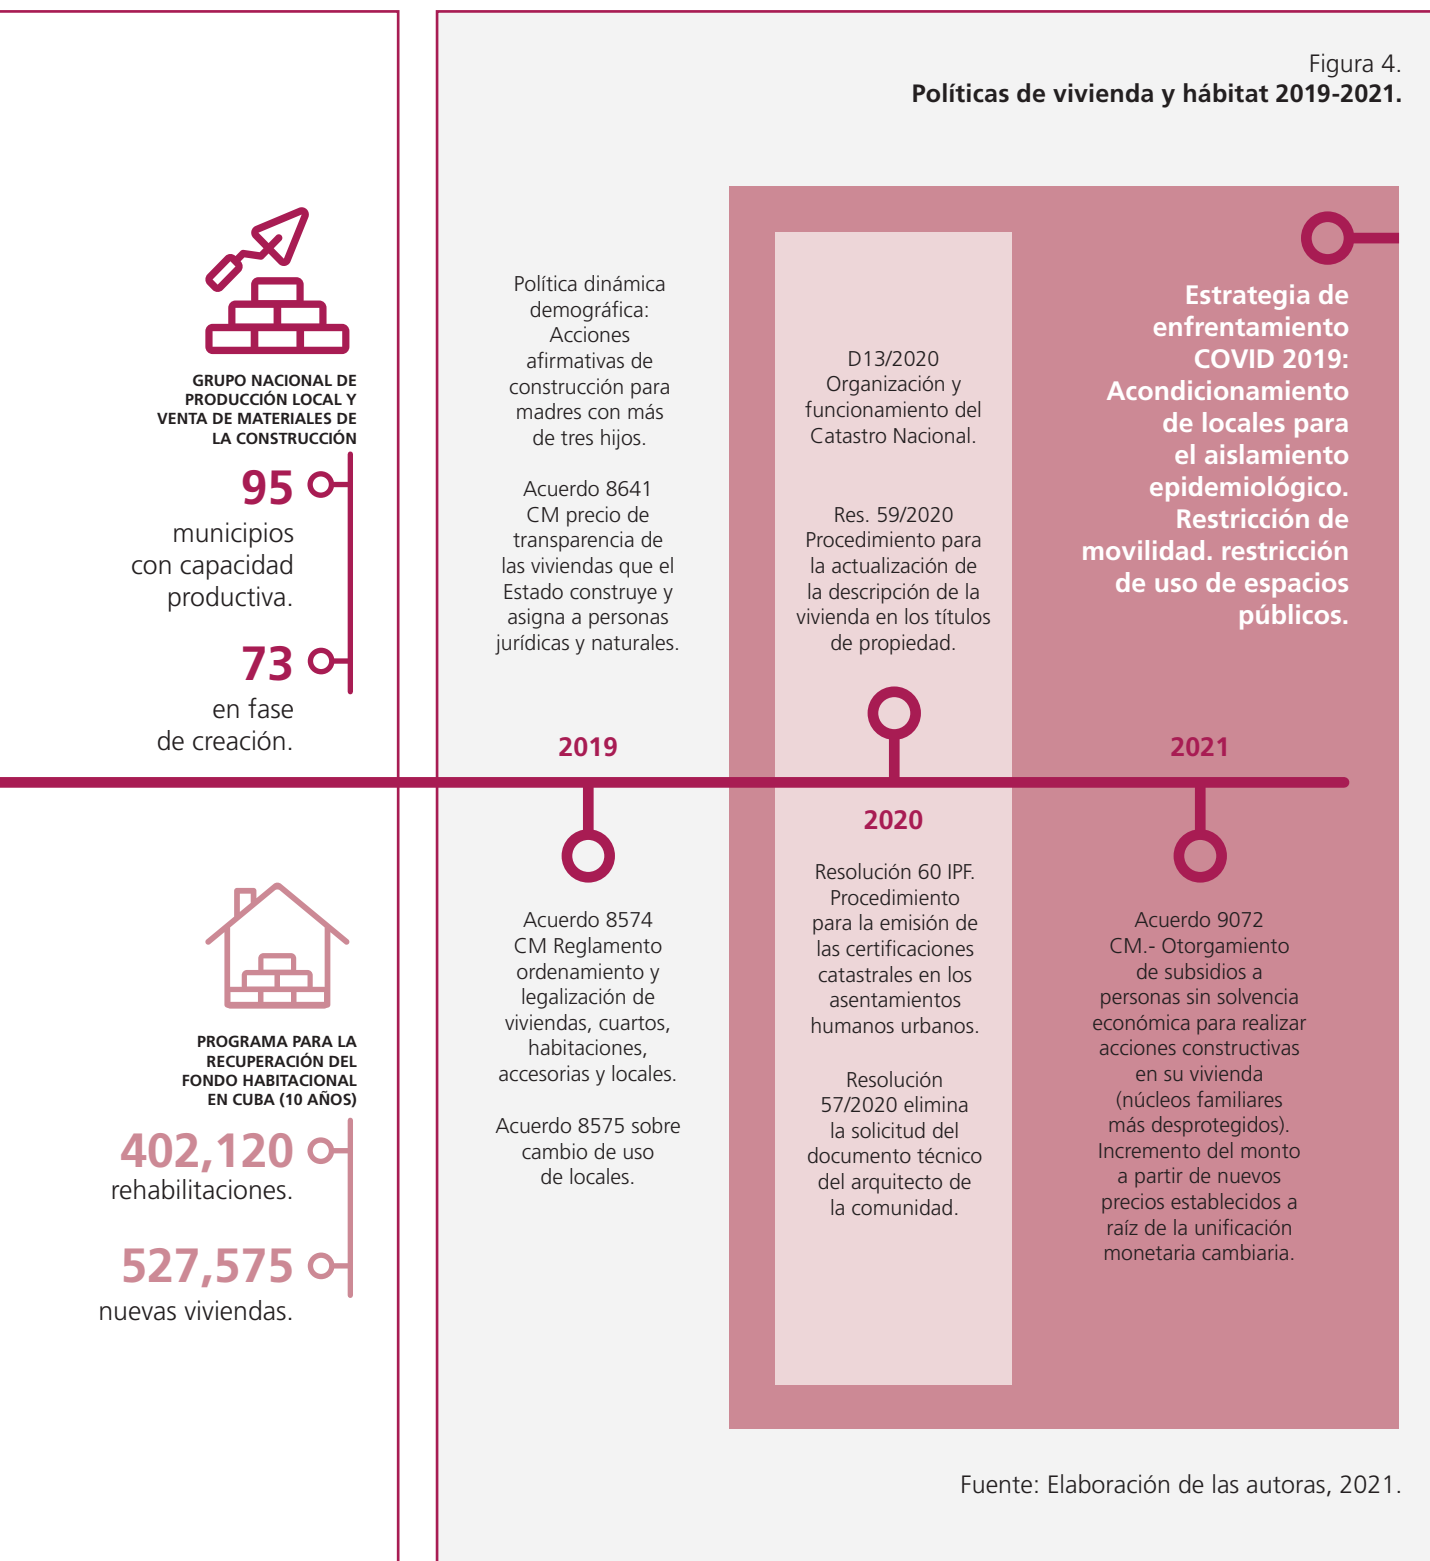 GRUPO NACIONAL DE
PRODUCCIÓN LOCAL Y
VENTA DE MATERIALES DE
LA CONSTRUCCIÓN
95
municipios
con capacidad
productiva.
73
en fase
de creación.
PROGRAMA PARA LA
RECUPERACIÓN DEL
FONDO HABITACIONAL
EN CUBA (10 AÑOS)
402,120
rehabilitaciones.
527,575
nuevas viviendas.
Figura 4.
Políticas de vivienda y hábitat 2019-2021.
Política dinámica
demográfica:
Acciones
afirmativas de
construcción para
madres con más
de tres hijos.
Acuerdo 8641
CM precio de
transparencia de
las viviendas que el
Estado construye y
asigna a personas
jurídicas y naturales.
2019
Acuerdo 8574
CM Reglamento
ordenamiento y
legalización de
viviendas, cuartos,
habitaciones,
accesorias y locales.
Acuerdo 8575 sobre
cambio de uso
de locales.
D13/2020
Organización y
funcionamiento del
Catastro Nacional.
Res. 59/2020
Procedimiento para
la actualización de
la descripción de la
vivienda en los títulos
de propiedad.
2020
Resolución 60 IPF.
Procedimiento
para la emisión de
las certificaciones
catastrales en los
asentamientos
humanos urbanos.
Resolución
57/2020 elimina
la solicitud del
documento técnico
del arquitecto de
la comunidad.
Estrategia de
enfrentamiento
COVID 2019:
Acondicionamiento
de locales para
el aislamiento
epidemiológico.
Restricción de
movilidad. restricción
de uso de espacios
públicos.
2021
Acuerdo 9072
CM.- Otorgamiento
de subsidios a
personas sin solvencia
económica para realizar
acciones constructivas
en su vivienda
(núcleos familiares
más desprotegidos).
Incremento del monto
a partir de nuevos
precios establecidos a
raíz de la unificación
monetaria cambiaria.
Fuente: Elaboración de las autoras, 2021.